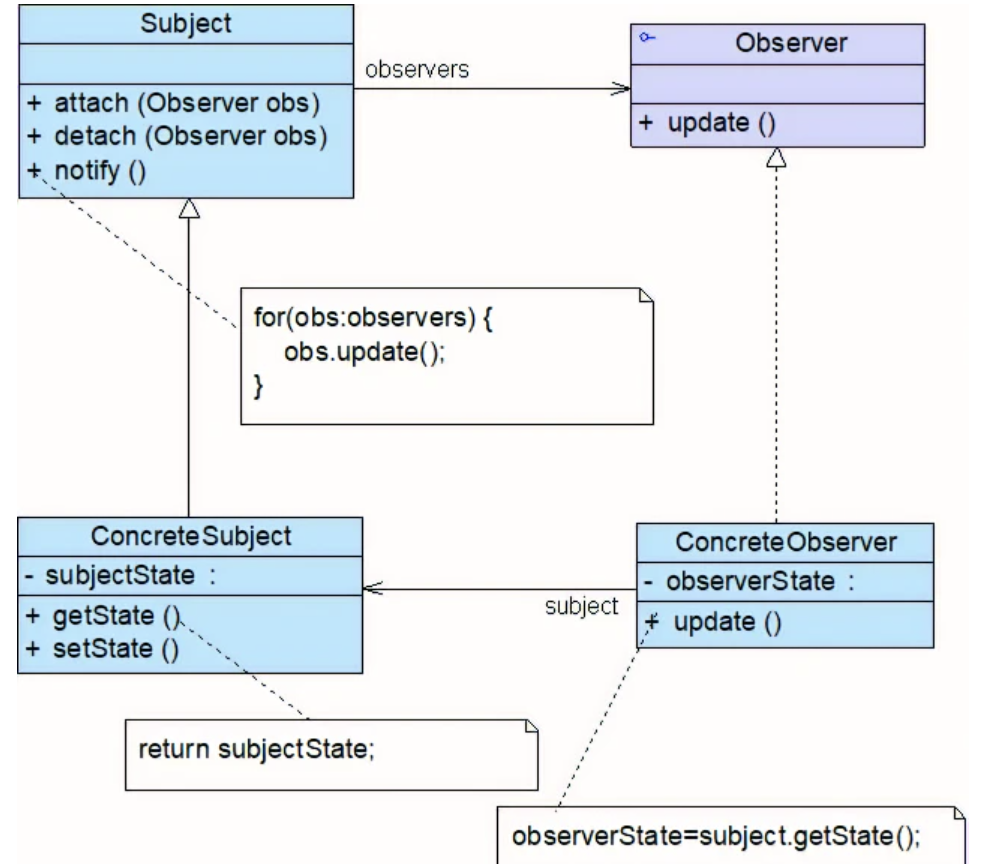 Subject
+ attach (Observer obs)
+ detach (Observer obs)
+ notify ()
observers
Observer
+ update ()
for(obs:observers) {
obs.update();
}
ConcreteSubject
- subjectState :
+ getState ()
+ setState ()
subject
ConcreteObserver
- observerState :
+ update ()
return subjectState;
observerState=subject.getState();